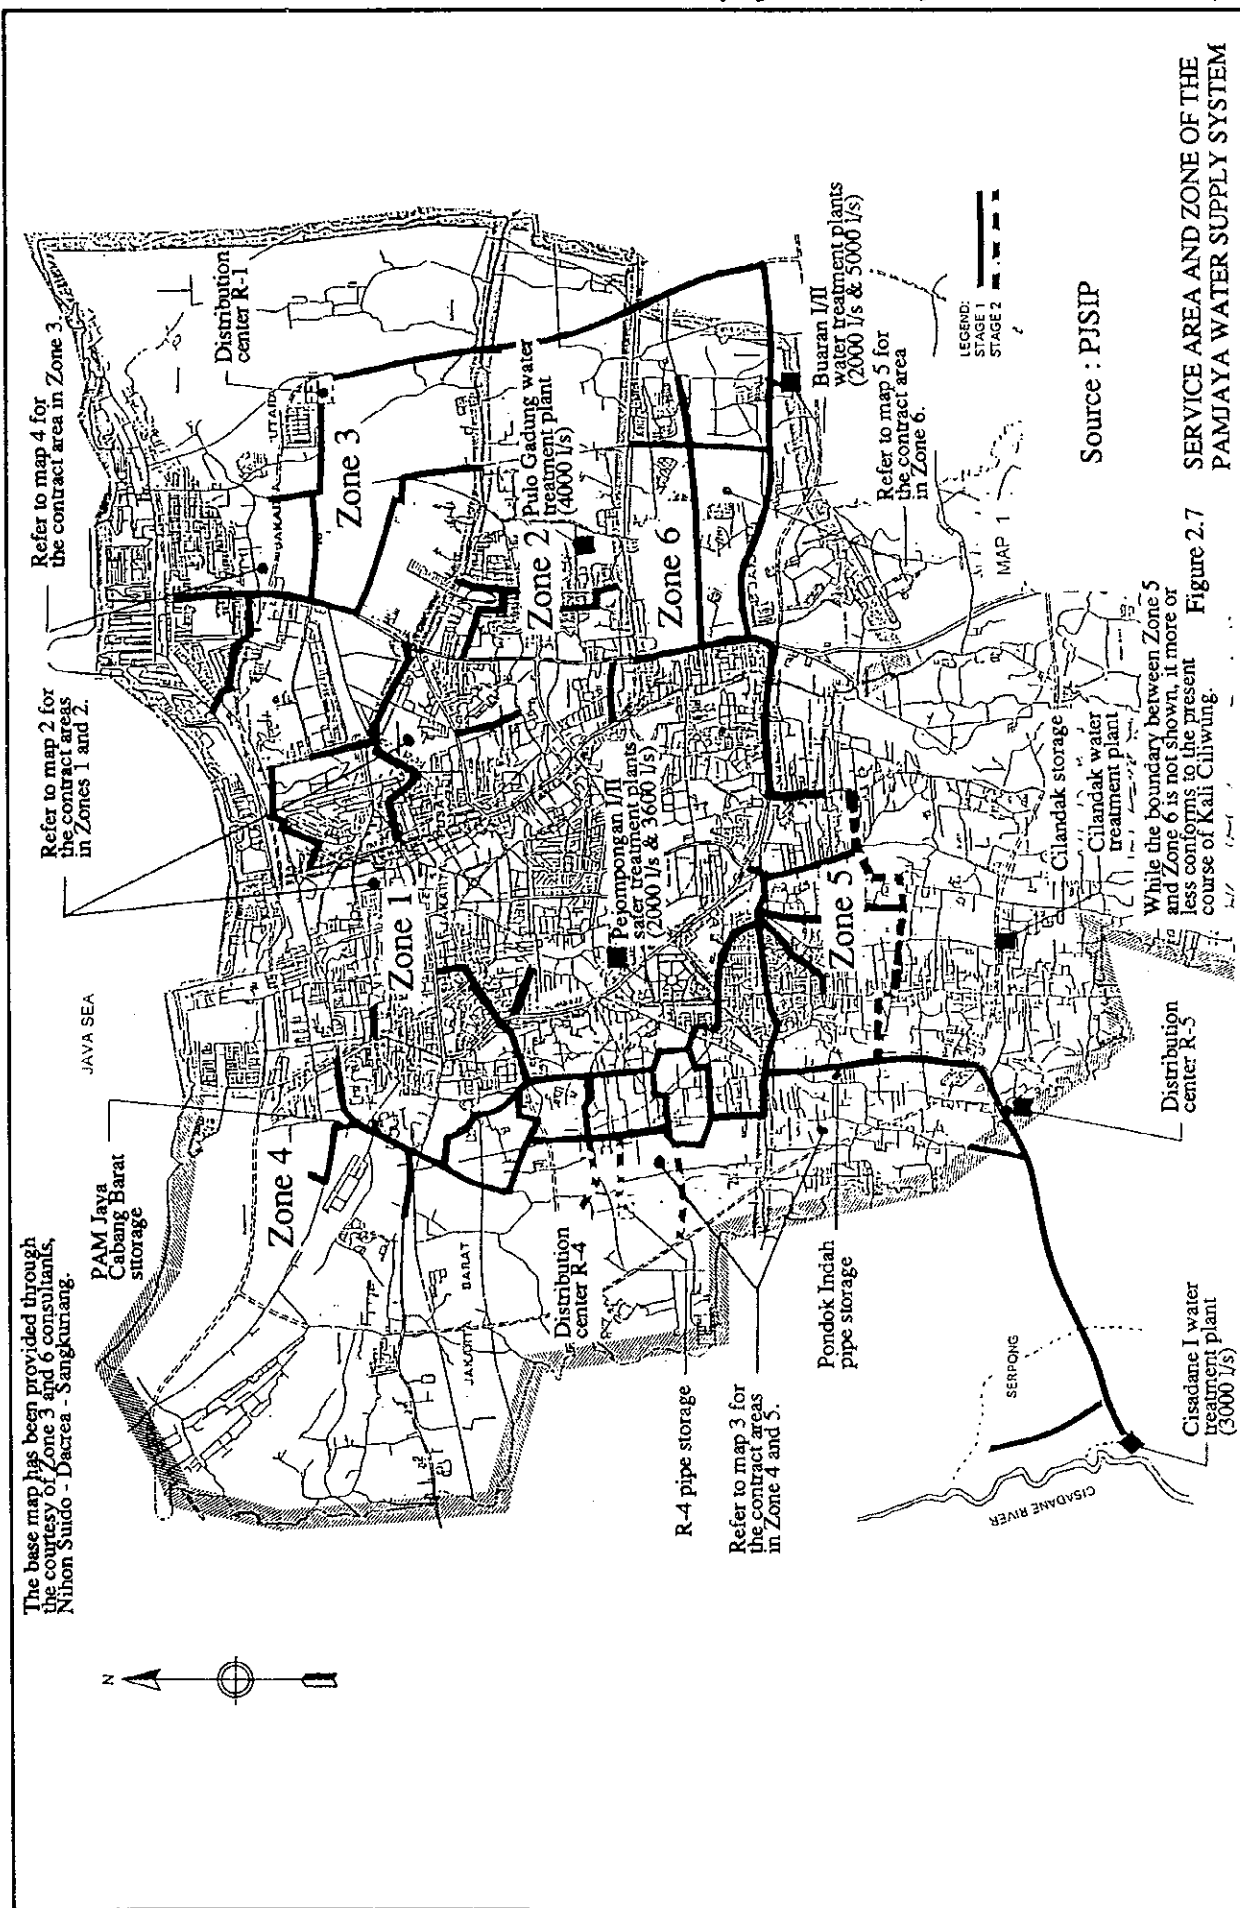 The base map has been provided through
the courtesy of Zone 3 and 6 consultants,
Nihon Suido - Dacrea - Sangkuriang.
N
PAM Jaya
Cabang Barat
sttorage
JAVA SEA
Refer to map 2 for
the contract areas
in Zones 1 and 2.
Refer to map 4 for
the contract area in Zone 3.
Distribution
center R-1
UTARA
JAKARTA
Zone 3
Zone 4
Zone 1
JAKARTA
PUSAT
Zone 2
Pulo Gadung water
treatment plant
(4000 l/s)
JAKARTA
BARAT
Distribution
center R-4
Pejompongan I/II
sater treatment plants
(2000 l/s & 3600 l/s)
Zone 6
R-4 pipe storage
Refer to map 3 for
the contract areas
in Zone 4 and 5.
Pondok Indah
pipe storage
Zone 5
Buaran I/II
water treatment plants
(2000 l/s & 5000 l/s)
Refer to map 5 for
the contract area
in Zone 6.
LEGEND:
STAGE 1
STAGE 2
MAP 1
SERPONG
CISADANE RIVER
Cisadane I water
treatment plant
(3000 l/s)
Distribution
center R-5
Cilandak storage
Cilandak water
treatment plant
While the boundary between Zone 5
and Zone 6 is not shown, it more or
less conforms to the present
course of Kali Ciliwung.
Source : PJSIP
Figure 2.7
SERVICE AREA AND ZONE OF THE
PAMJAYA WATER SUPPLY SYSTEM